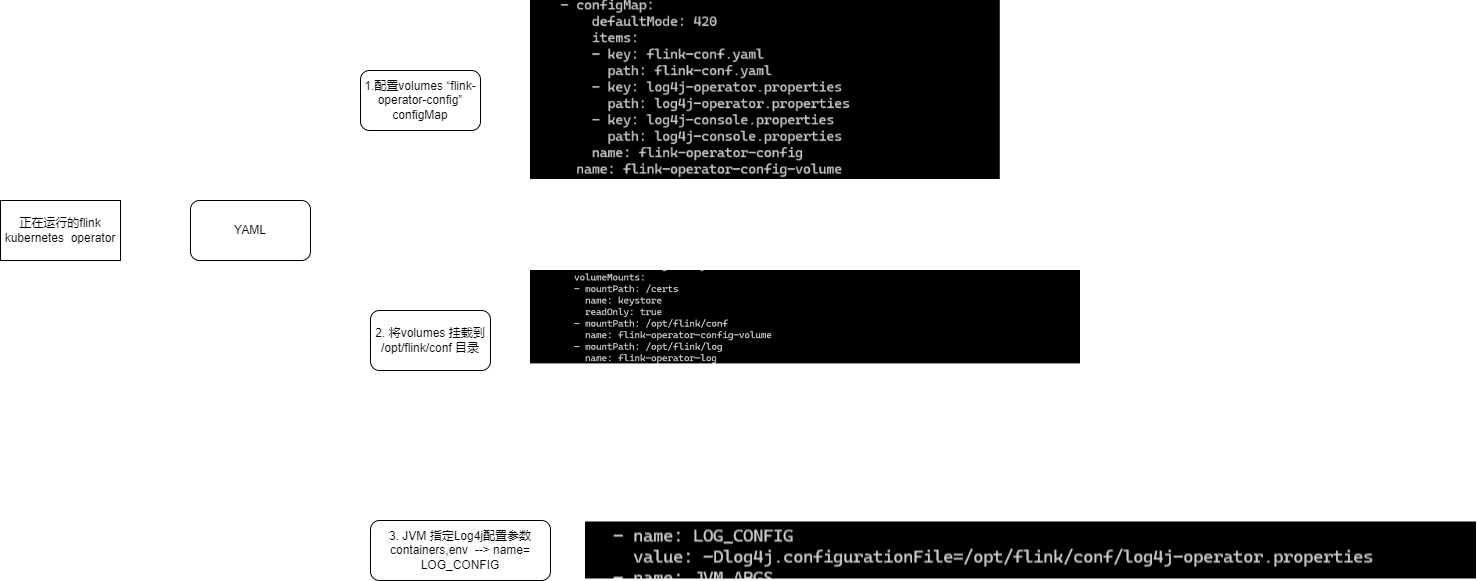 正在运行的flink
kubernetes operator
YAML
1.配置volumes “flink-
operator-config”
configMap
- configMap:
defaultMode: 420
items:
- key: flink-conf.yaml
path: flink-conf.yaml
- key: log4j-operator.properties
path: log4j-operator.properties
- key: log4j-console.properties
path: log4j-console.properties
name: flink-operator-config
name: flink-operator-config-volume
2. 将volumes 挂载到
/opt/flink/conf 目录
volumeMounts:
- mountPath: /certs
name: keystore
readOnly: true
- mountPath: /opt/flink/conf
name: flink-operator-config-volume
- mountPath: /opt/flink/log
name: flink-operator-log
3. JVM 指定Log4j配置参数
containers,env --> name=
LOG_CONFIG
- name: LOG_CONFIG
value: -Dlog4j.configurationFile=/opt/flink/conf/log4j-operator.properties
- name: JVM_ARGS